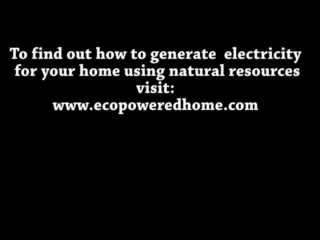 To find out how to generate electricity
for your home using natural resources
visit:
www.ecopoweredhome.com